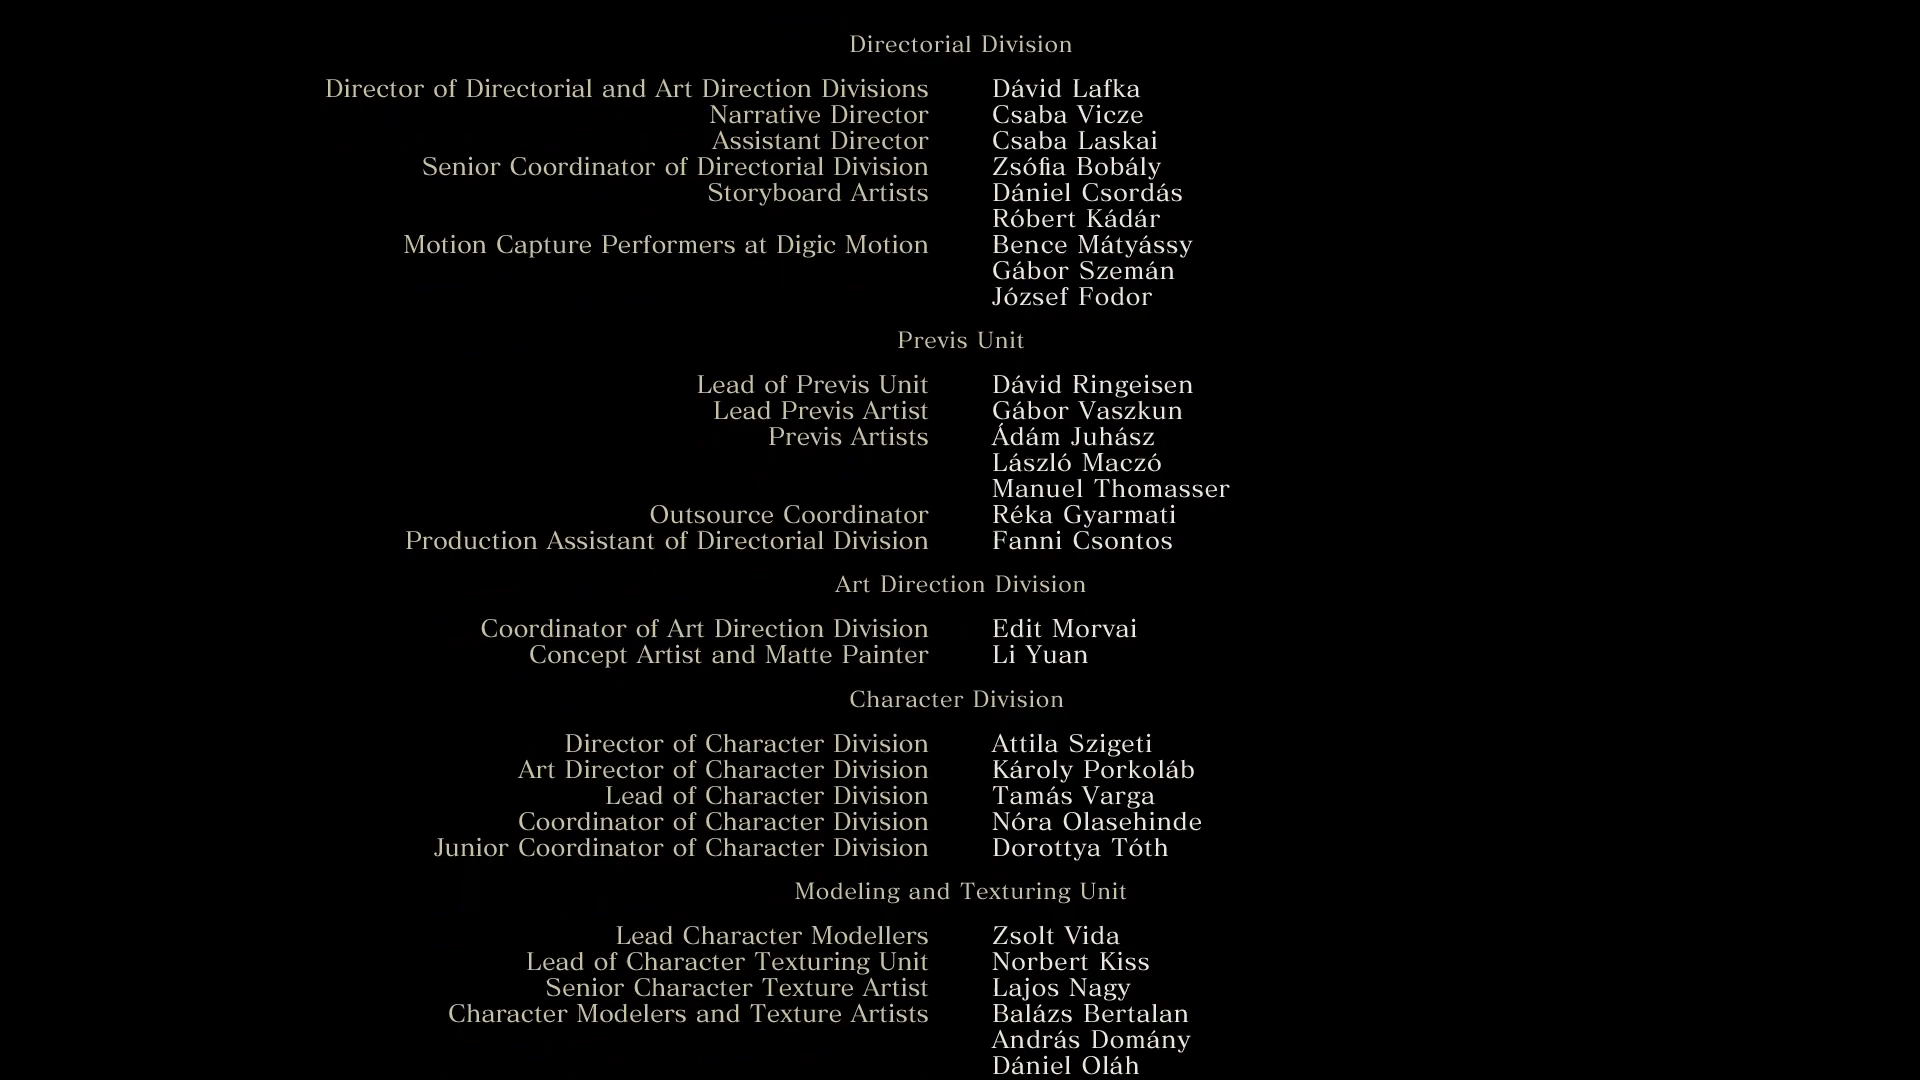 Directorial Division
Director of Directorial and Art Direction Divisions Dávid Lafka
Narrative Director Csaba Vicze
Assistant Director Csaba Laskai
Senior Coordinator of Directorial Division Zsófia Bobály
Storyboard Artists Dániel Csordás
Róbert Kádár
Motion Capture Performers at Digic Motion Bence Mátyássy
Gábor Szemán
József Fodor
Previs Unit
Lead of Previs Unit Dávid Ringeisen
Lead Previs Artist Gábor Vaszkun
Previs Artists Ádám Juhász
László Maczó
Manuel Thomasser
Outsource Coordinator Réka Gyarmati
Production Assistant of Directorial Division Fanni Csontos
Art Direction Division
Coordinator of Art Direction Division Edit Morvai
Concept Artist and Matte Painter Li Yuan
Character Division
Director of Character Division Attila Szigeti
Art Director of Character Division Károly Porkoláb
Lead of Character Division Tamás Varga
Coordinator of Character Division Nóra Olasehinde
Junior Coordinator of Character Division Dorottya Tóth
Modeling and Texturing Unit
Lead Character Modellers Zsolt Vida
Lead of Character Texturing Unit Norbert Kiss
Senior Character Texture Artist Lajos Nagy
Character Modelers and Texture Artists Balázs Bertalan
András Domány
Dániel Oláh